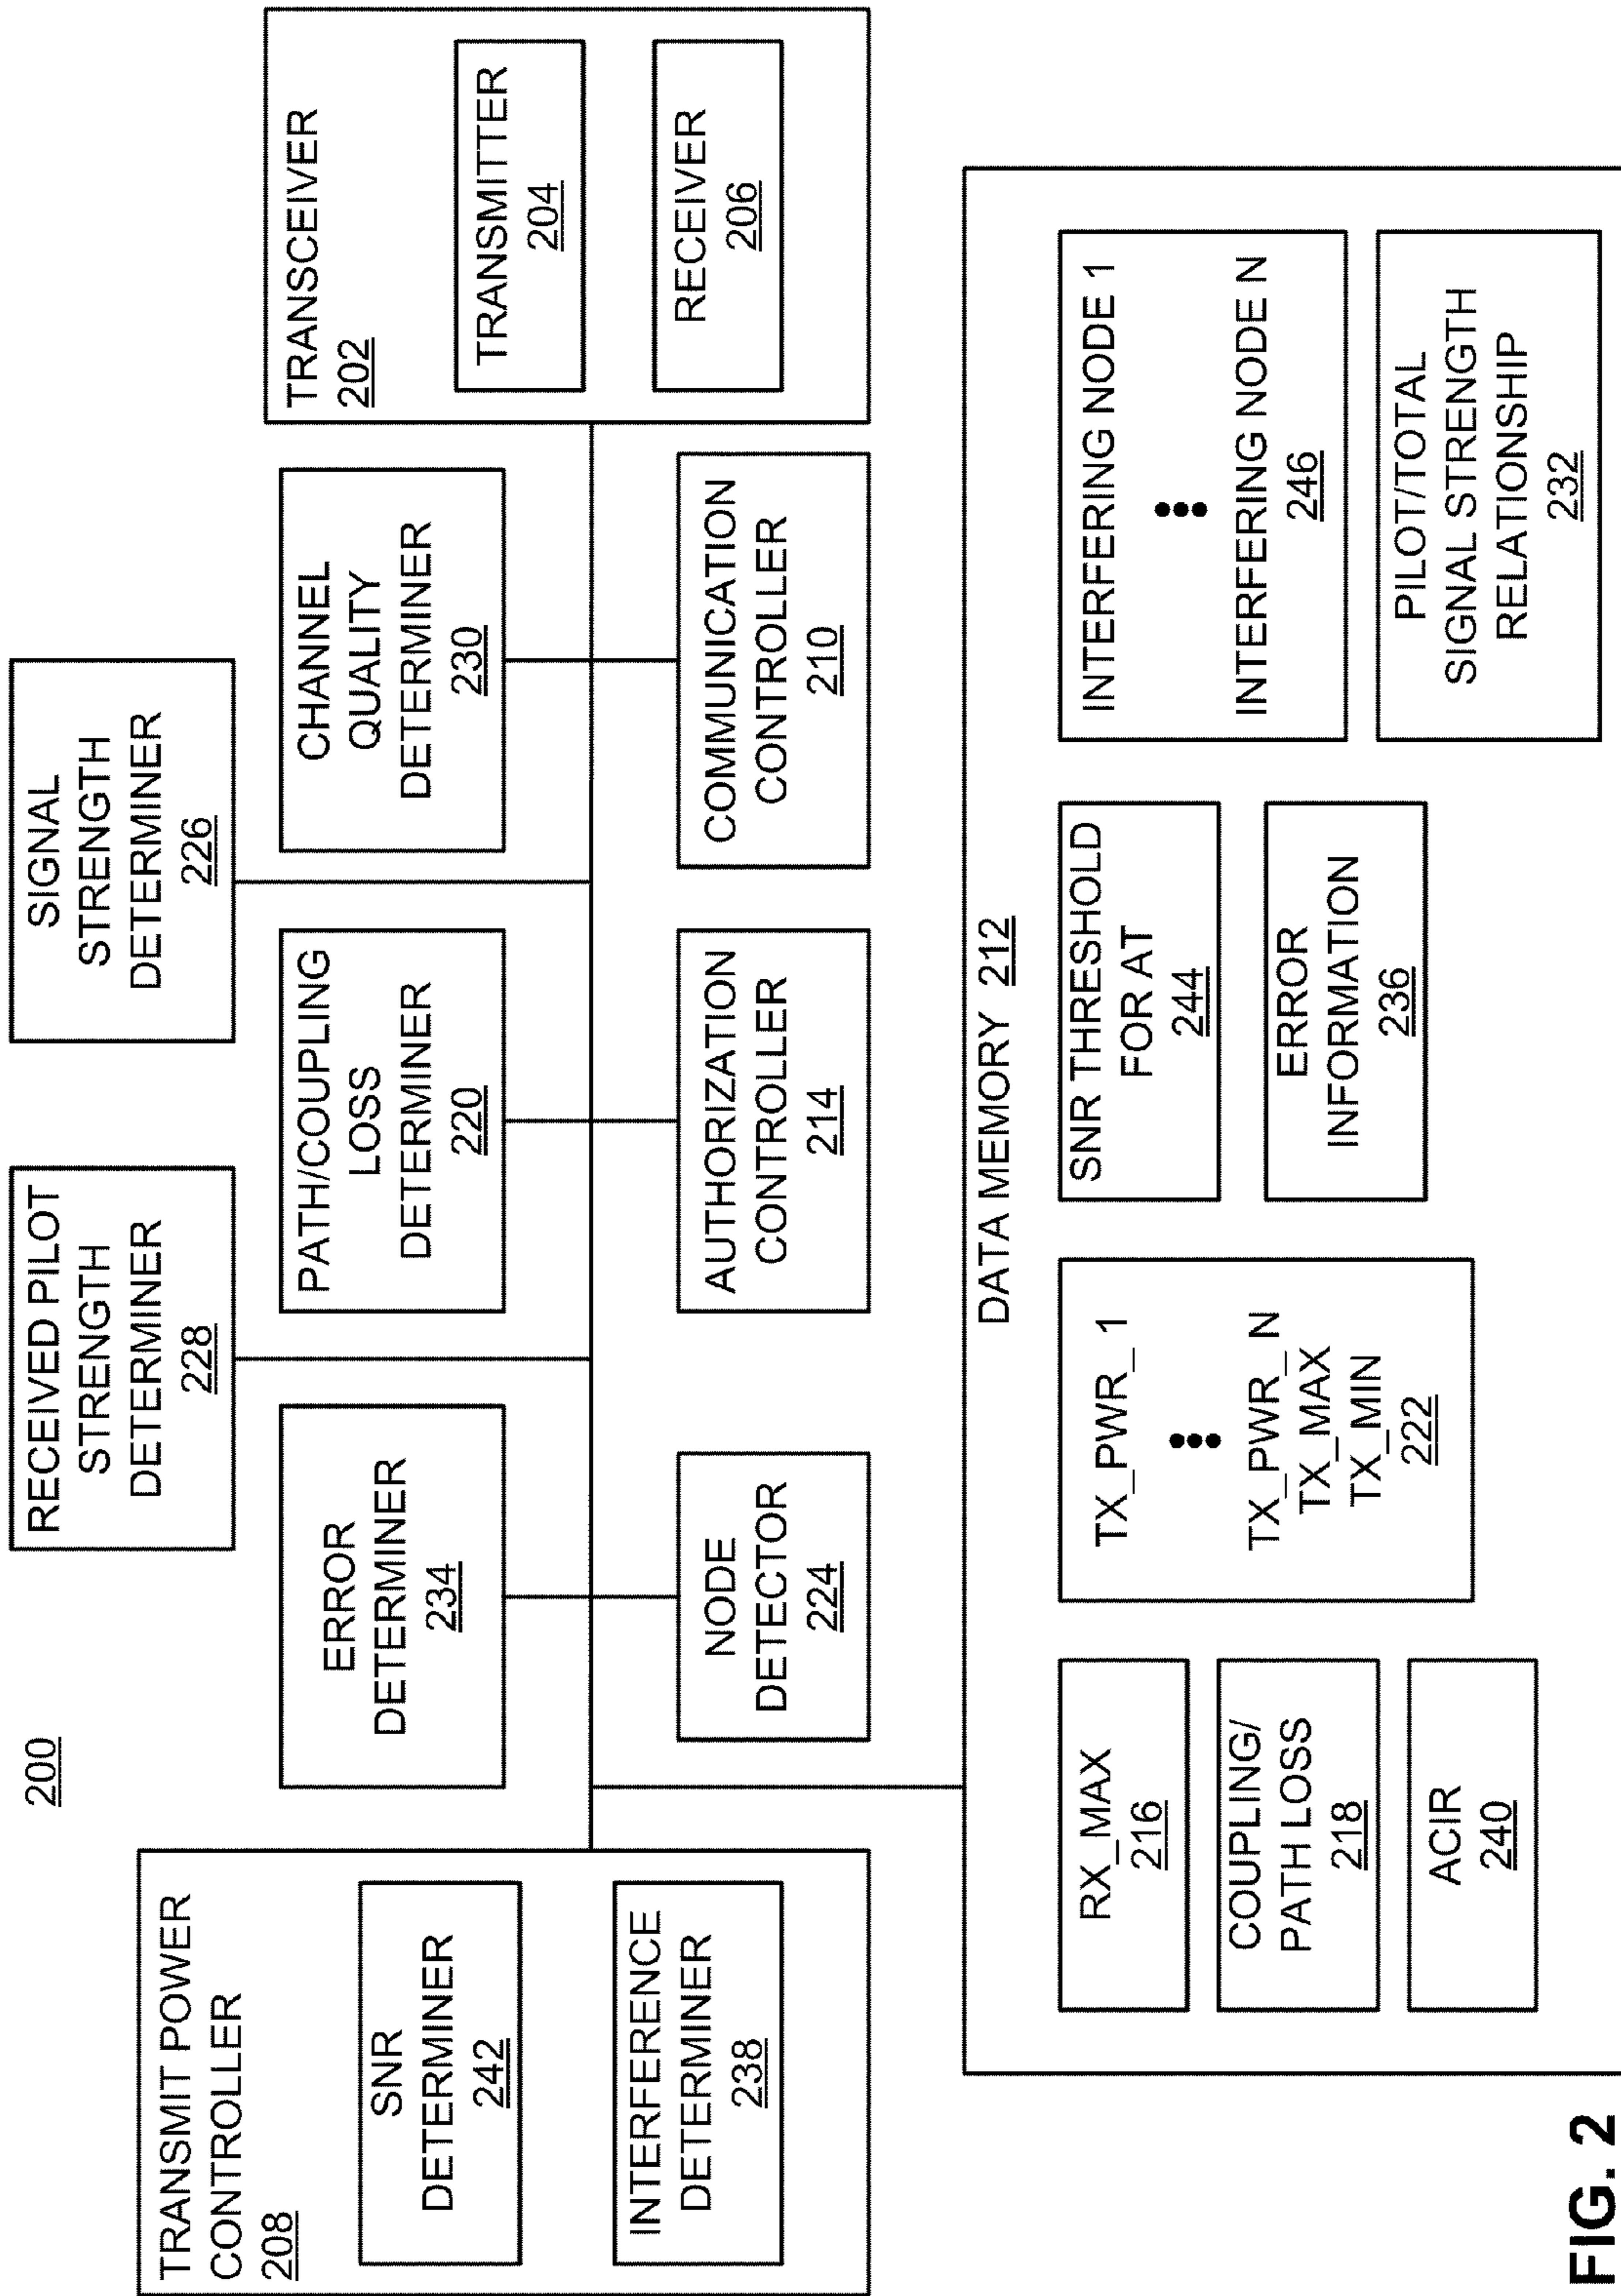 200
RECEIVED PILOT
STRENGTH
DETERMINER
228
SIGNAL
STRENGTH
DETERMINER
226
TRANSMIT POWER
CONTROLLER
208
SNR
DETERMINER
242
INTERFERENCE
DETERMINER
238
ERROR
DETERMINER
234
PATH/COUPLING
LOSS
DETERMINER
220
CHANNEL
QUALITY
DETERMINER
230
NODE
DETECTOR
224
AUTHORIZATION
CONTROLLER
214
COMMUNICATION
CONTROLLER
210
TRANSCEIVER
202
TRANSMITTER
204
RECEIVER
206
DATA MEMORY 212
RX_MAX
216
COUPLING/
PATH LOSS
218
ACIR
240
TX_PWR_1
TX_PWR_N
TX_MAX
TX_MIN
222
SNR THRESHOLD
FOR AT
244
ERROR
INFORMATION
236
INTERFERING NODE 1
INTERFERING NODE N
246
PILOT/TOTAL
SIGNAL STRENGTH
RELATIONSHIP
232
FIG. 2